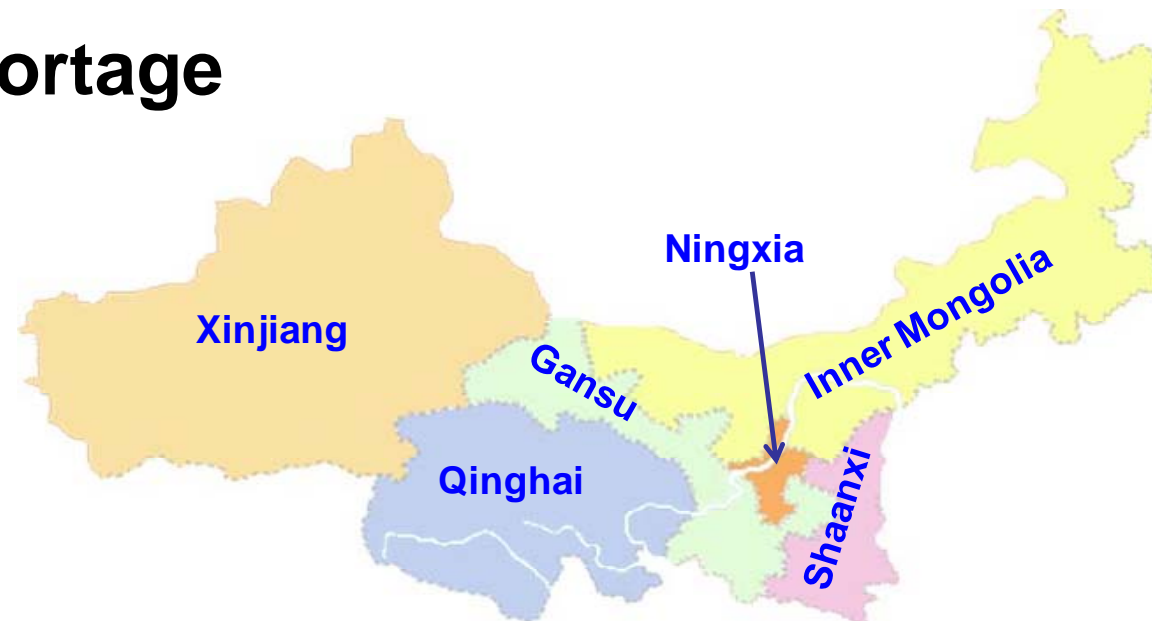 ortage
Ningxia
Inner Mongolia
Xinjiang
Gansu
Qinghai
Shaanxi